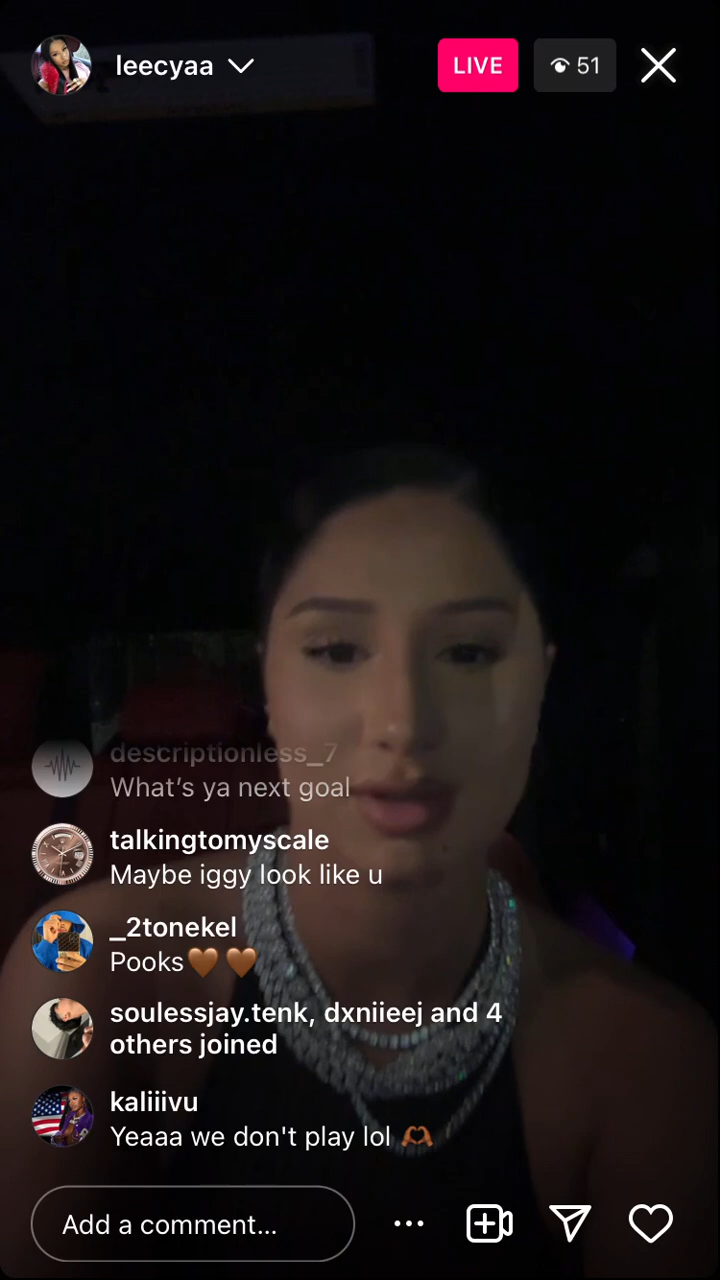 leecyaa
LIVE
51
descriptionless_7
What's ya next goal
talkingtomyscale
Maybe iggy look like u
_2tonekel
Pooks🤎🤎
soulessjay.tenk, dxniieej and 4
others joined
kaliiivu
Yeaaa we don't play lol 🫶🏾
Add a comment...